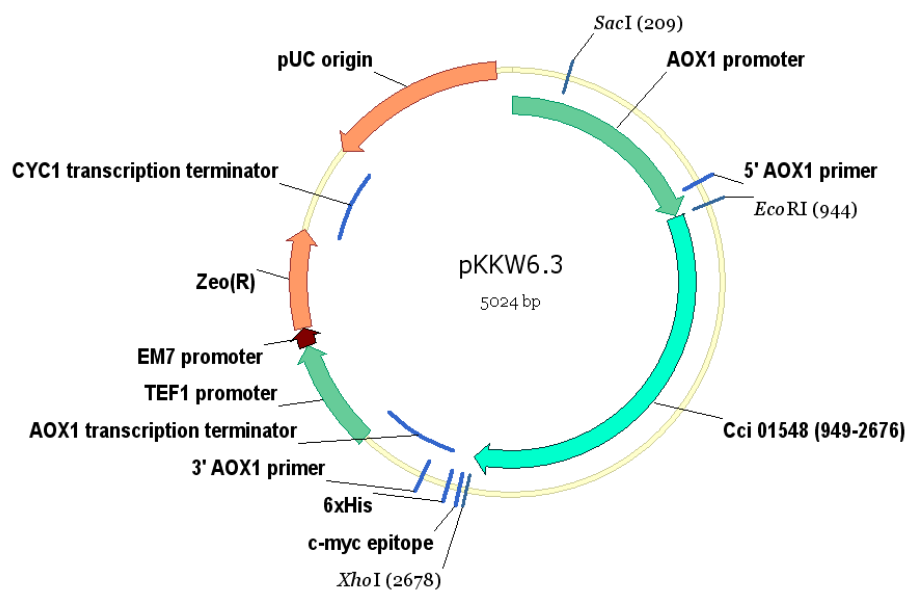 SacI (209)
pUC origin
AOX1 promoter
CYC1 transcription terminator
5' AOX1 primer
EcoRI (944)
pKKW6.3
5024 bp
Zeo(R)
EM7 promoter
TEF1 promoter
AOX1 transcription terminator
Cci 01548 (949-2676)
3' AOX1 primer
6xHis
c-myc epitope
XhoI (2678)